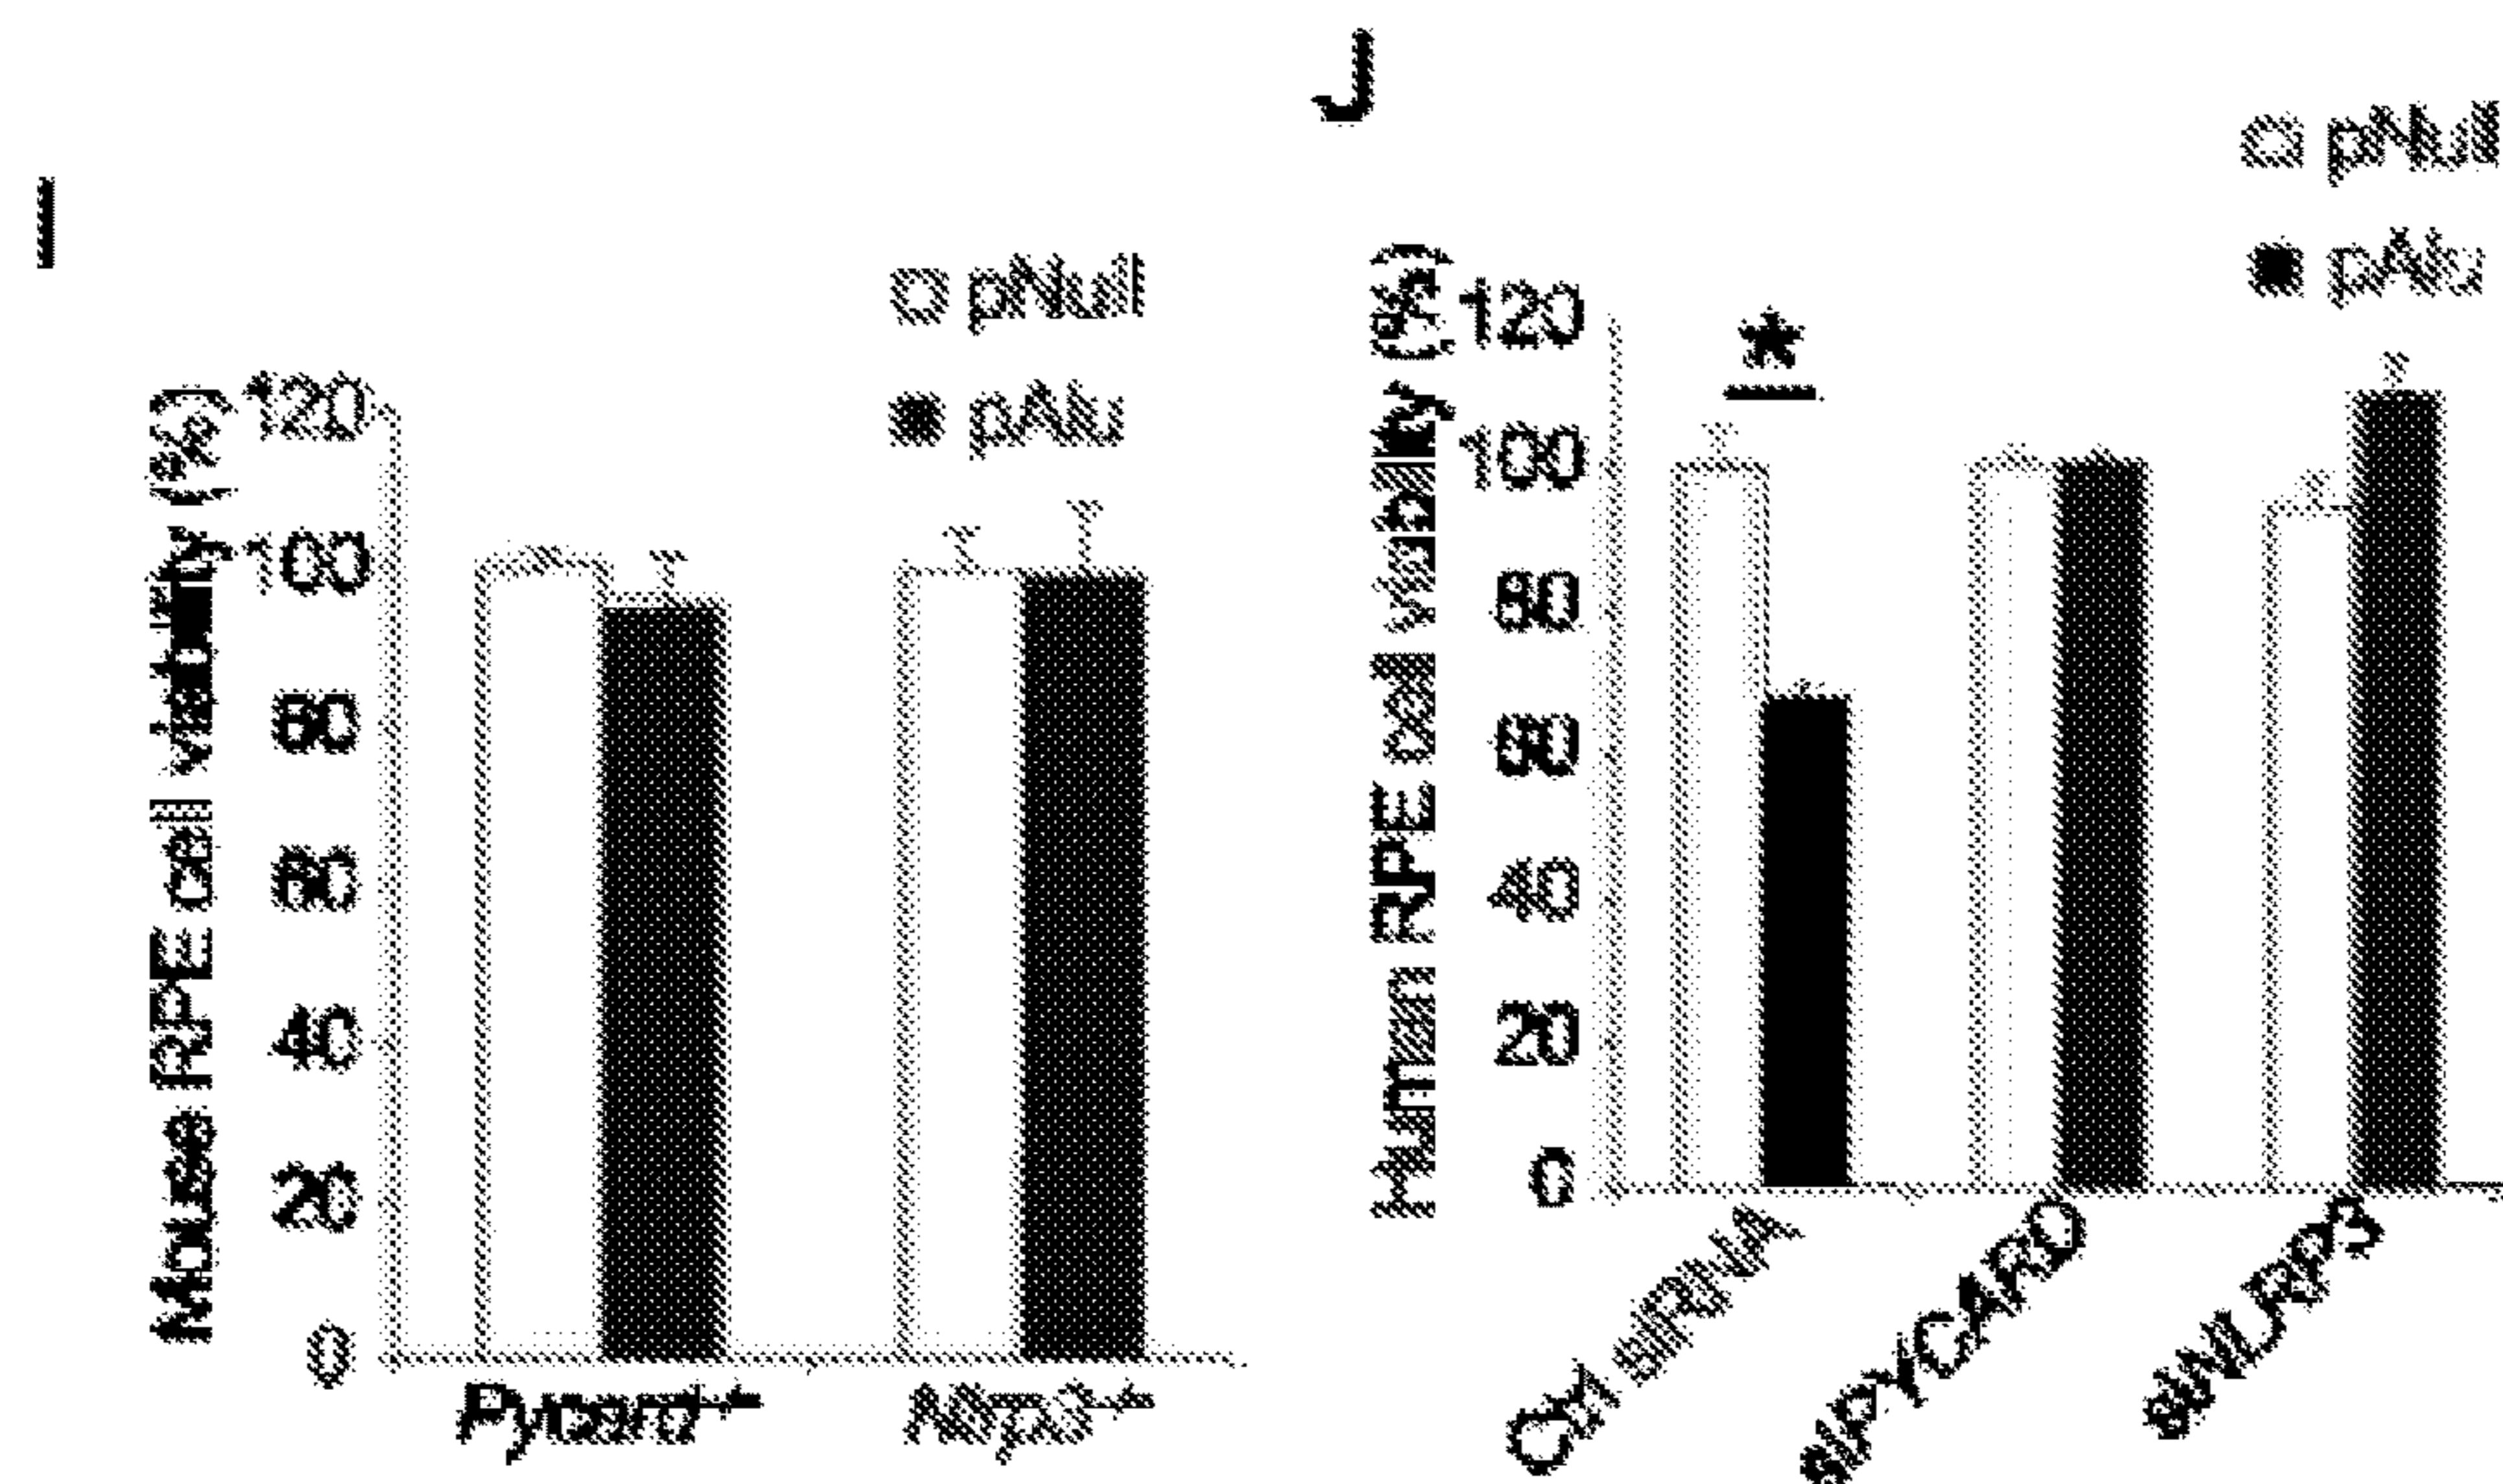 I
pNull
pAlu
Mouse RPE cell viability (%)
120
100
80
60
40
20
0
Pycard-/-
Nlrp3-/-
J
pNull
pAlu
*
Human RPE cell viability (%)
120
100
80
60
40
20
0
Ctrl siRNA
siPYCARD
siNLRP3